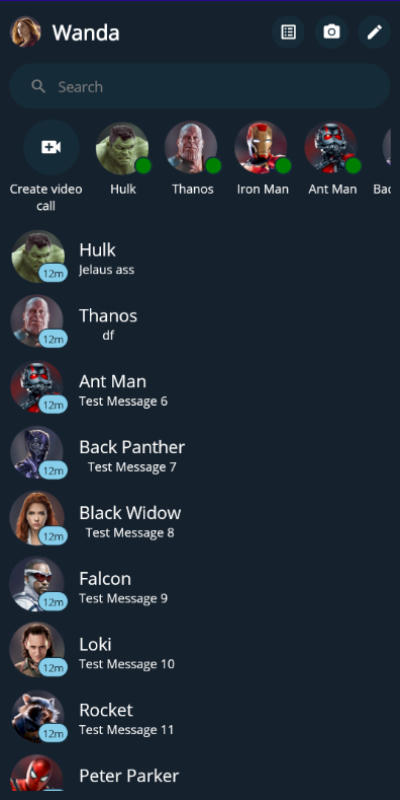 Wanda
Search
Create video
call
Hulk
Thanos
Iron Man
Ant Man
Bac
Hulk
Jelaus ass
12m
Thanos
df
12m
Ant Man
Test Message 6
12m
Back Panther
Test Message 7
12m
Black Widow
Test Message 8
12m
Falcon
Test Message 9
12m
Loki
Test Message 10
12m
Rocket
Test Message 11
12m
Peter Parker